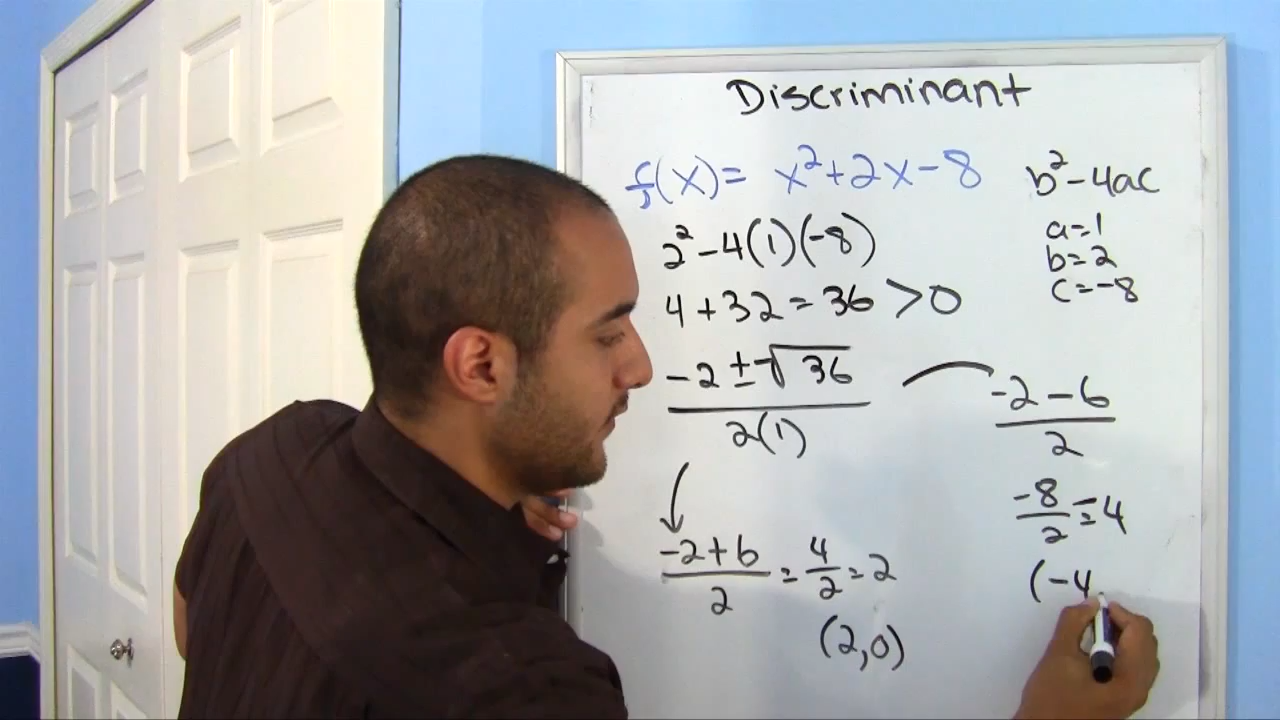 Discriminant
f(x) = x² + 2x - 8
b² - 4ac
a=1
b=2
c=-8
2² - 4(1)(-8)
4 + 32 = 36 > 0
-2 ± √36
2(1)
-2 + 6
2
= 4/2 = 2
(2,0)
-2 - 6
2
-8/2 = 4
(-4